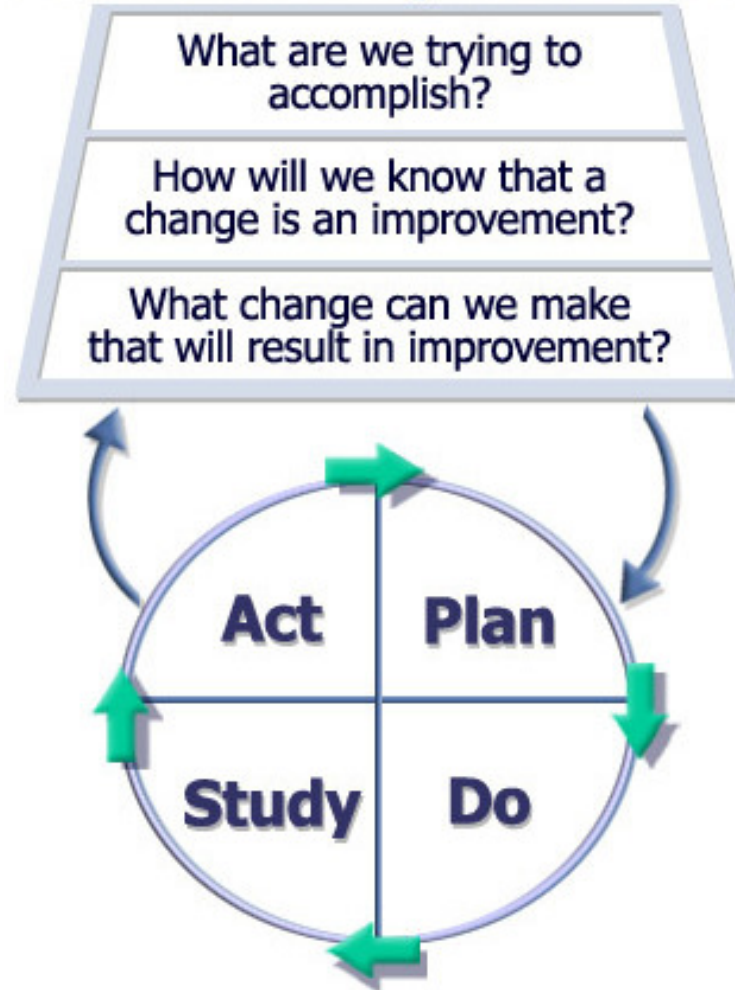 What are we trying to
accomplish?
How will we know that a
change is an improvement?
What change can we make
that will result in improvement?
Act
Plan
Study
Do